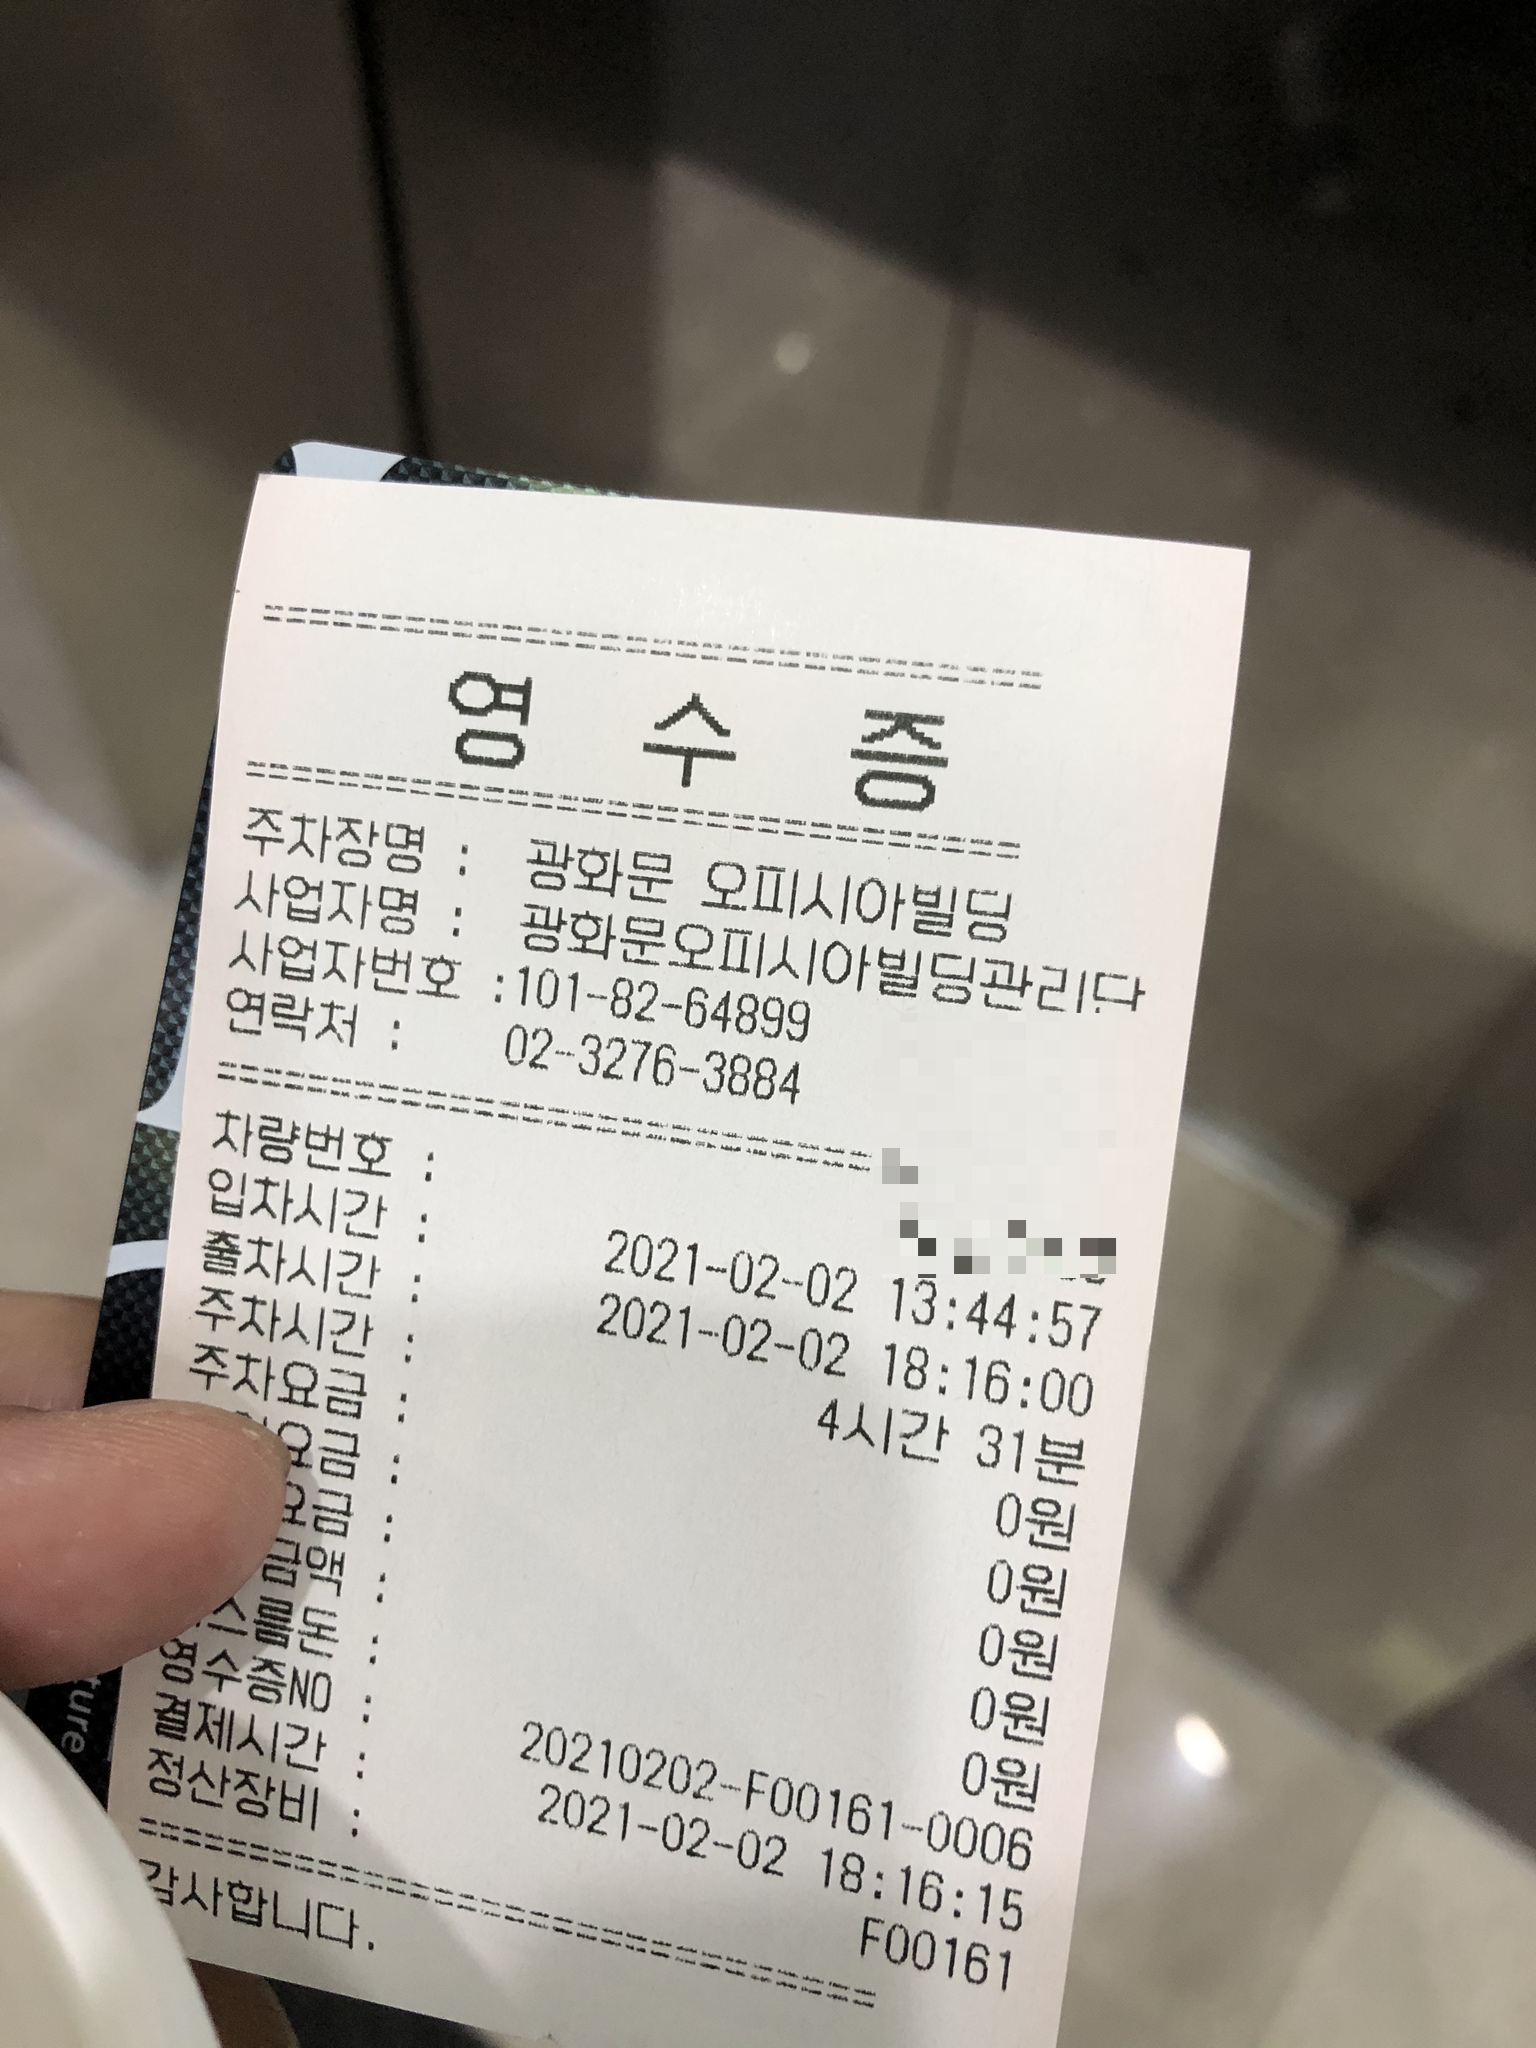 영 수 증
주차장명 : 광화문 오피시아빌딩
사업자명 : 광화문오피시아빌딩관리단
사업자번호 :101-82-64899
연락처 : 02-3276-3884
차량번호 :
입차시간 : 2021-02-02 13:44:57
출차시간 : 2021-02-02 18:16:00
주차시간 : 4시간 31분
주차요금 : 0원
요금 : 0원
요금 : 0원
금액 : 0원
스름돈 : 0원
영수증NO : 20210202-F00161-0006
결제시간 : 2021-02-02 18:16:15
정산장비 : F00161
감사합니다.
ture